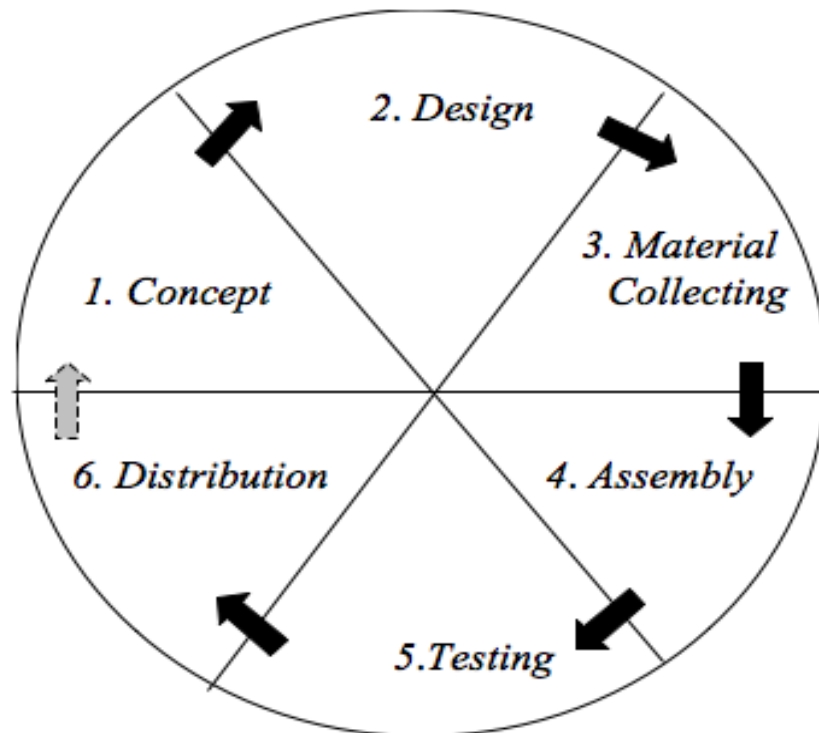 1. Concept
2. Design
3. Material
Collecting
4. Assembly
5.Testing
6. Distribution